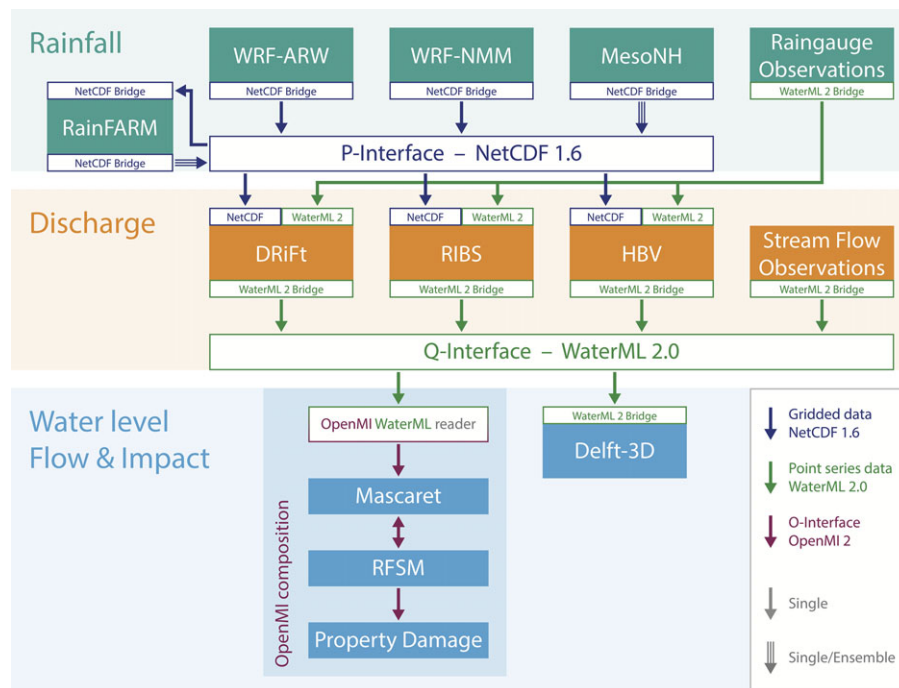 Rainfall
WRF-ARW
NetCDF Bridge
WRF-NMM
NetCDF Bridge
MesoNH
NetCDF Bridge
Raingauge
Observations
WaterML 2 Bridge
NetCDF Bridge
RainFARM
NetCDF Bridge
P-Interface – NetCDF 1.6
Discharge
NetCDF
WaterML 2
DRiFt
WaterML 2 Bridge
NetCDF
WaterML 2
RIBS
WaterML 2 Bridge
NetCDF
WaterML 2
HBV
WaterML 2 Bridge
Stream Flow
Observations
WaterML 2 Bridge
Q-Interface – WaterML 2.0
Water level
Flow & Impact
OpenMI composition
OpenMI WaterML reader
Mascaret
RFSM
Property Damage
WaterML 2 Bridge
Delft-3D
Gridded data
NetCDF 1.6
Point series data
WaterML 2.0
O-Interface
OpenMI 2
Single
Single/Ensemble